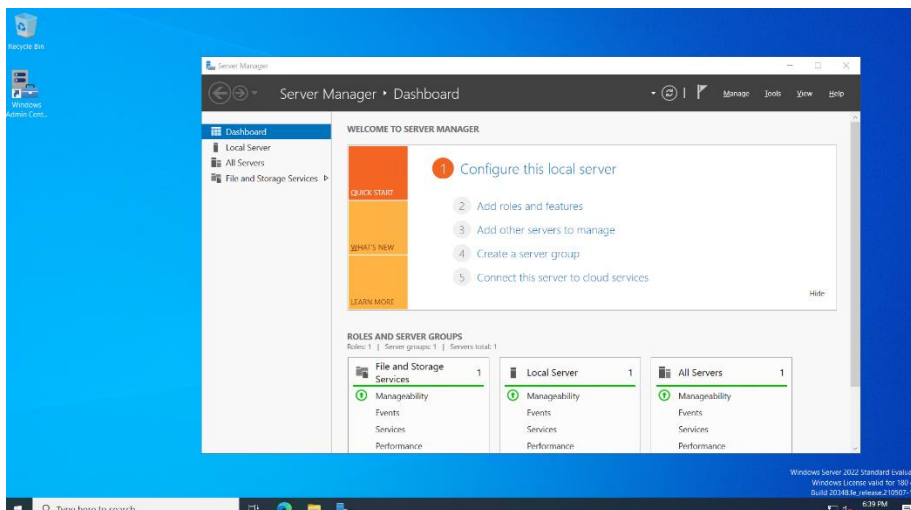 Recycle Bin
Windows
Admin Cent...
Server Manager
Server Manager • Dashboard
Manage Tools View Help
Dashboard
Local Server
All Servers
File and Storage Services
WELCOME TO SERVER MANAGER
QUICK START
WHAT'S NEW
LEARN MORE
1 Configure this local server
2 Add roles and features
3 Add other servers to manage
4 Create a server group
5 Connect this server to cloud services
Hide
ROLES AND SERVER GROUPS
Roles: 1 | Server groups: 1 | Servers total: 1
File and Storage
Services
1
Manageability
Events
Services
Performance
Local Server 1
Manageability
Events
Services
Performance
All Servers 1
Manageability
Events
Services
Performance
Windows Server 2022 Standard Evalua
Windows License valid for 180
Build 20348.fe_release.210507-
Type here to search
6:39 PM